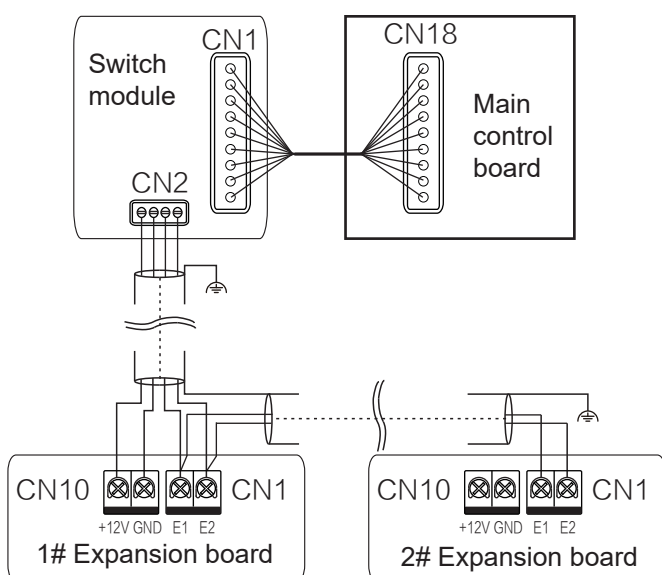 CN1
CN18
Switch
module
Main
control
board
CN2
CN10
CN1
+12V GND E1 E2
1# Expansion board
CN10
CN1
+12V GND E1 E2
2# Expansion board